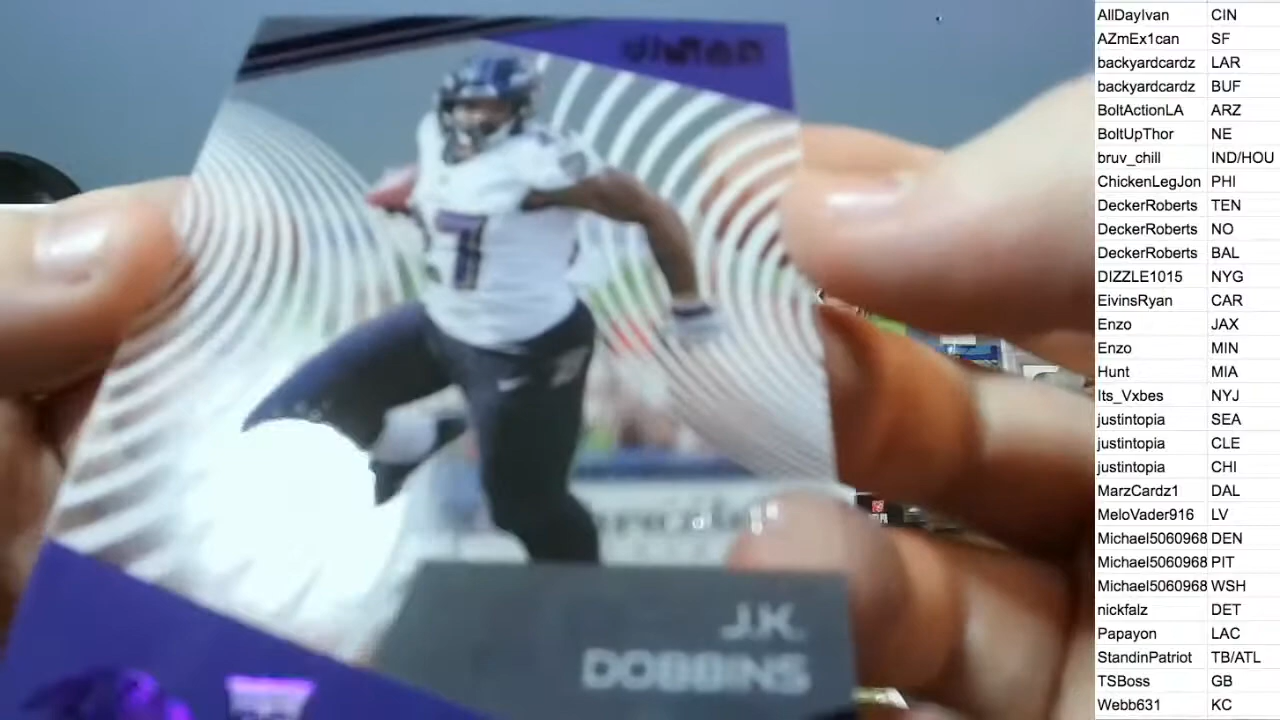 J.K.
DOBBINS
7
AllDayIvan CIN
AZmEx1can SF
backyardcardz LAR
backyardcardz BUF
BoltActionLA ARZ
BoltUpThor NE
bruv_chill IND/HOU
ChickenLegJon PHI
DeckerRoberts TEN
DeckerRoberts NO
DeckerRoberts BAL
DIZZLE1015 NYG
EivinsRyan CAR
Enzo JAX
Enzo MIN
Hunt MIA
Its_Vxbes NYJ
justintopia SEA
justintopia CLE
justintopia CHI
MarzCardz1 DAL
MeloVader916 LV
Michael5060968 DEN
Michael5060968 PIT
Michael5060968 WSH
nickfalz DET
Papayon LAC
StandinPatriot TB/ATL
TSBoss GB
Webb631 KC